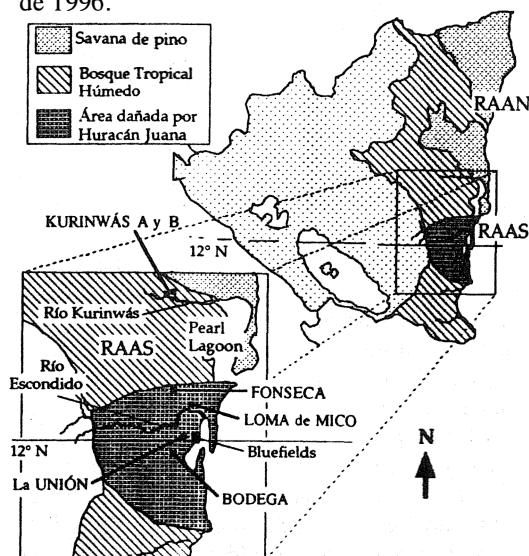 de 1996.
Savana de pino
Bosque Tropical
Húmedo
Área dañada por
Huracán Juana
RAAN
KURINWÁS A y B
12° N
RAAS
Río Kurinwás
Pearl
Lagoon
RAAS
Río
Escondido
FONSECA
LOMA de MICO
12° N
Bluefields
La UNIÓN
BODEGA
N